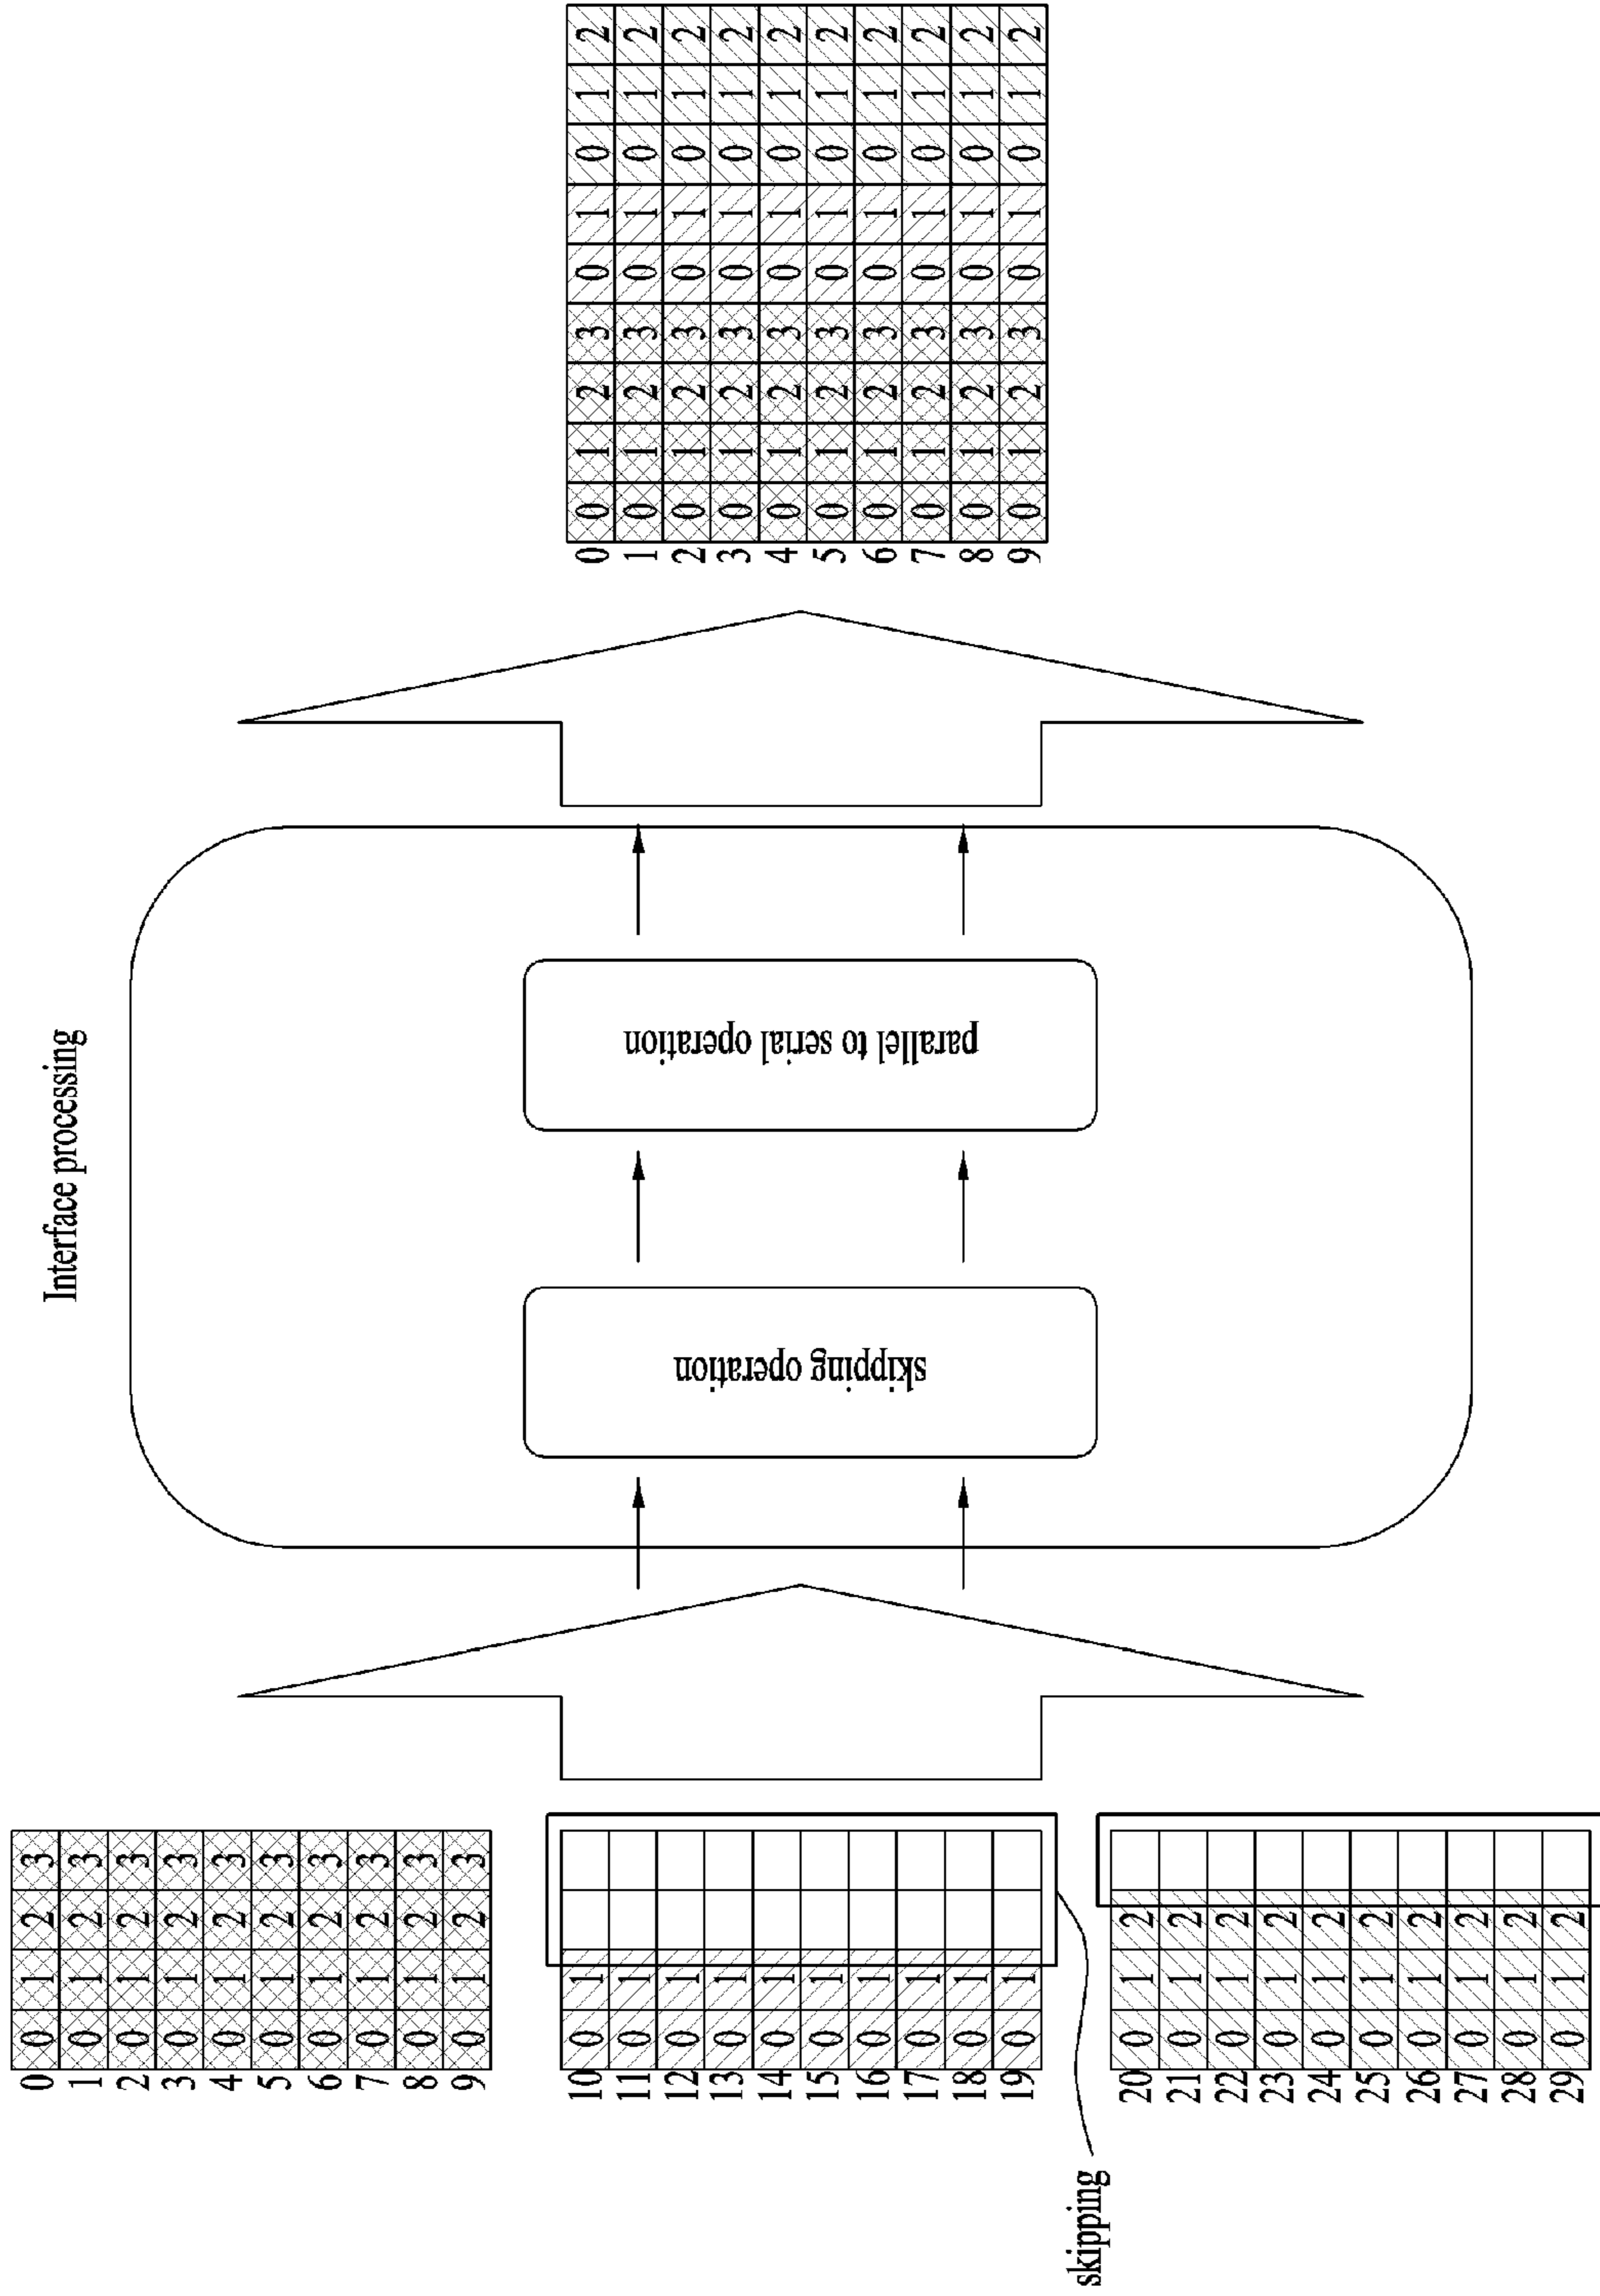 Interface processing
0 0 1 2 3
1 0 1 2 3
2 0 1 2 3
3 0 1 2 3
4 0 1 2 3
5 0 1 2 3
6 0 1 2 3
7 0 1 2 3
8 0 1 2 3
9 0 1 2 3
10 0 1
11 0 1
12 0 1
13 0 1
14 0 1
15 0 1
16 0 1
17 0 1
18 0 1
19 0 1
skipping
20 0 1 2
21 0 1 2
22 0 1 2
23 0 1 2
24 0 1 2
25 0 1 2
26 0 1 2
27 0 1 2
28 0 1 2
29 0 1 2
skipping operation
parallel to serial operation
0 0 1 2 3 0 1 0 1 2
1 0 1 2 3 0 1 0 1 2
2 0 1 2 3 0 1 0 1 2
3 0 1 2 3 0 1 0 1 2
4 0 1 2 3 0 1 0 1 2
5 0 1 2 3 0 1 0 1 2
6 0 1 2 3 0 1 0 1 2
7 0 1 2 3 0 1 0 1 2
8 0 1 2 3 0 1 0 1 2
9 0 1 2 3 0 1 0 1 2